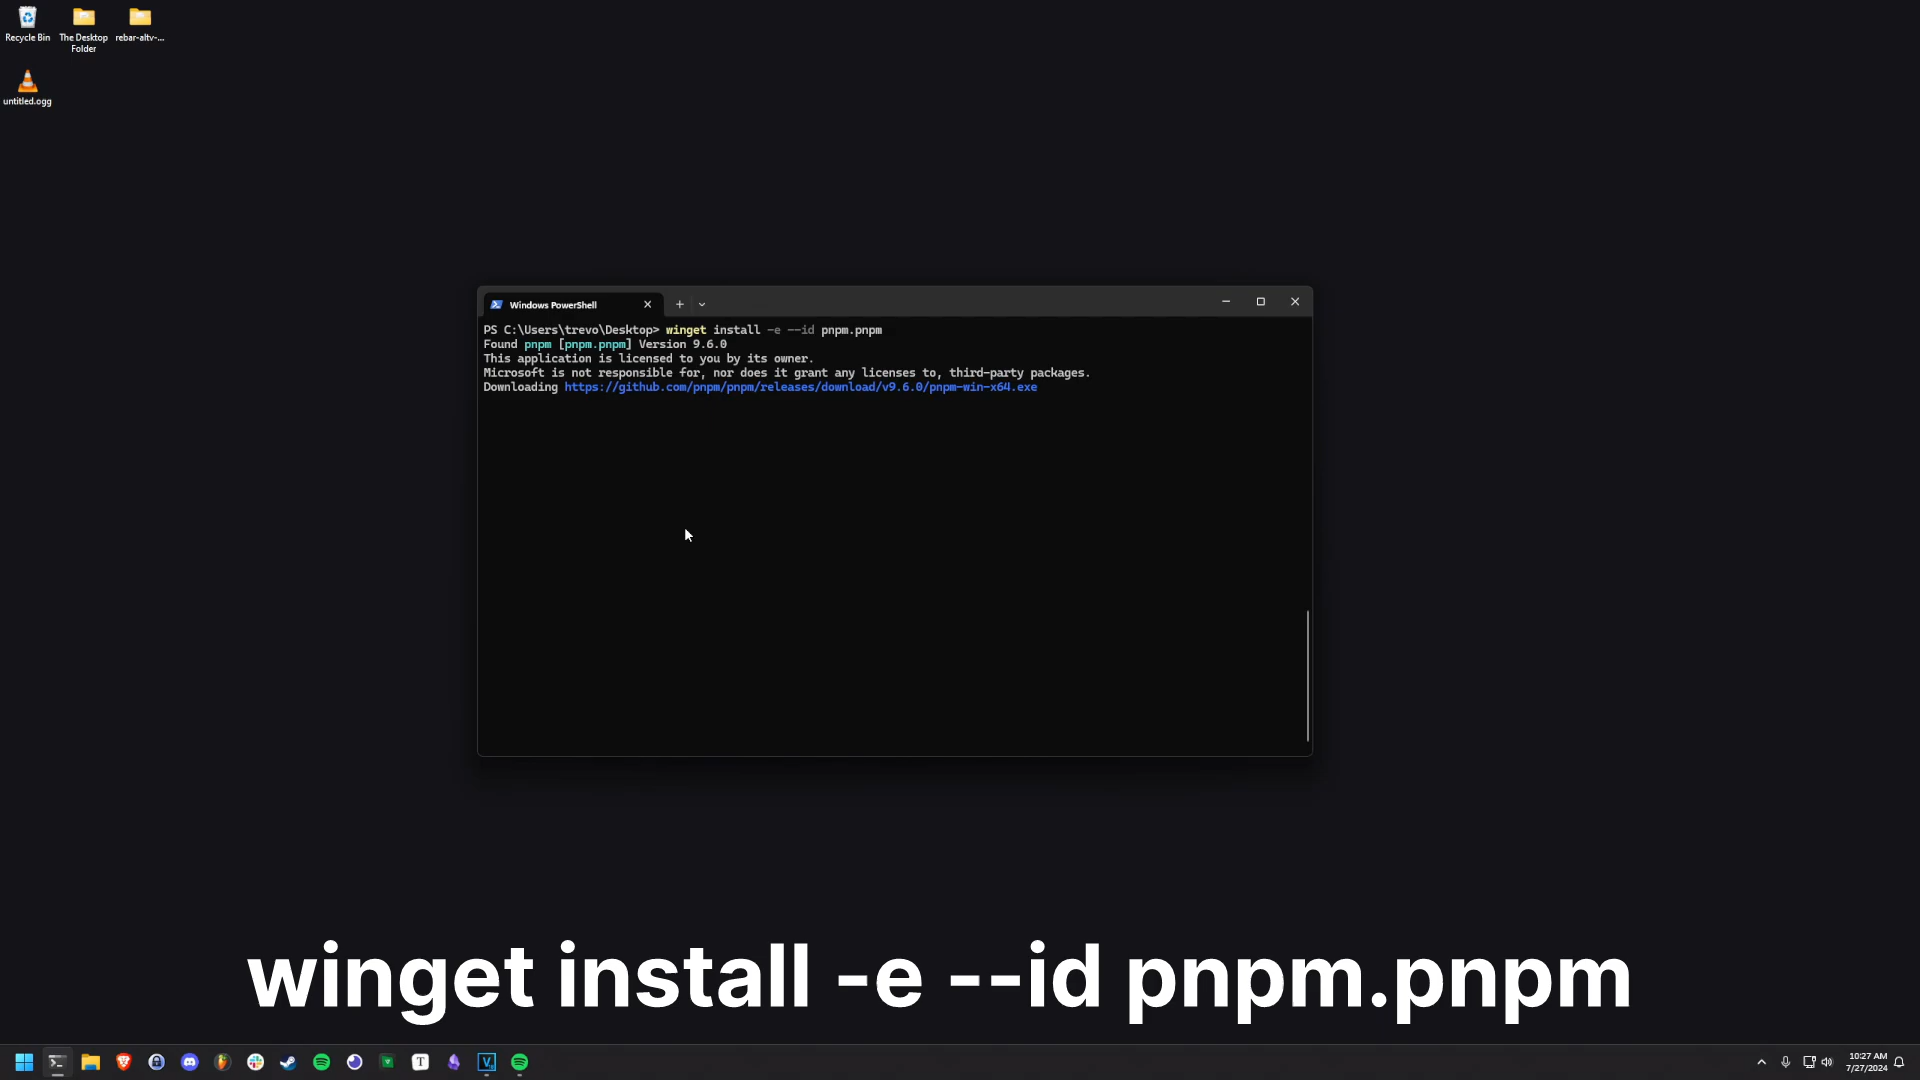 Recycle Bin
The Desktop
Folder
rebar-altv-...
untitled.ogg
Windows PowerShell
PS C:\Users\trevo\Desktop> winget install -e --id pnpm.pnpm
Found pnpm [pnpm.pnpm] Version 9.6.0
This application is licensed to you by its owner.
Microsoft is not responsible for, nor does it grant any licenses to, third-party packages.
Downloading https://github.com/pnpm/pnpm/releases/download/v9.6.0/pnpm-win-x64.exe
winget install -e --id pnpm.pnpm
10:27 AM
7/27/2024